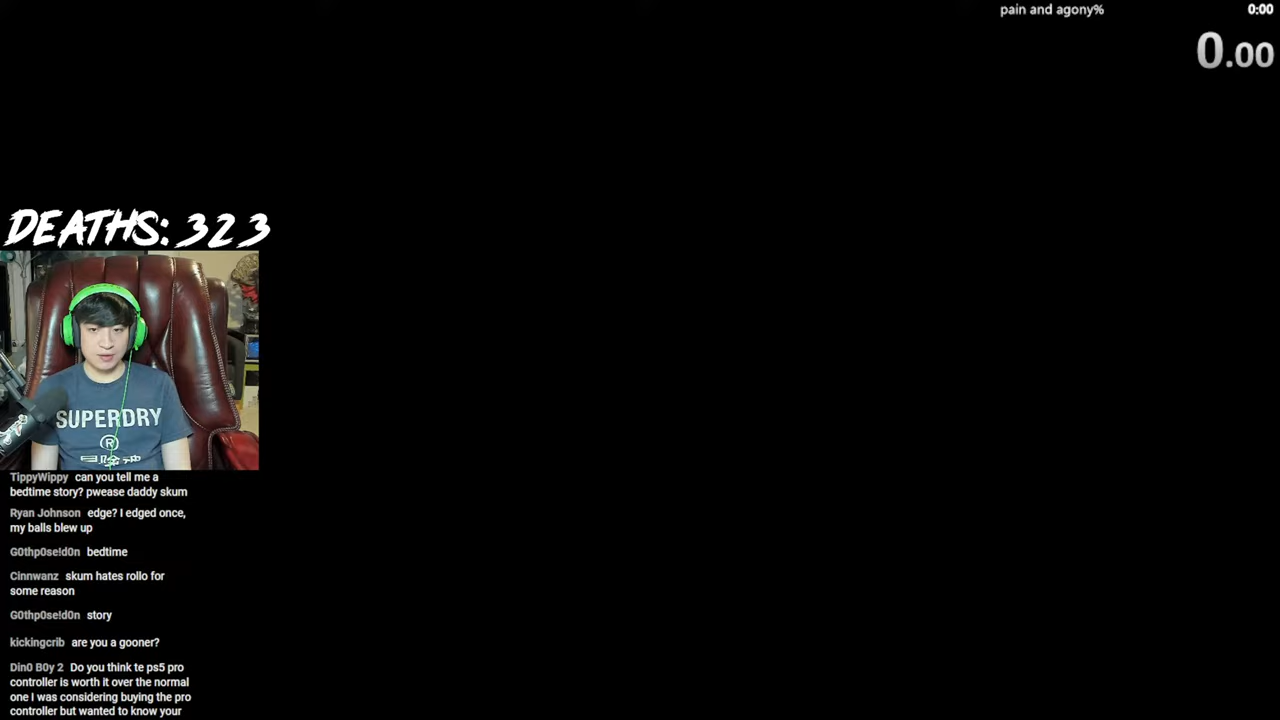 pain and agony% 0:00
0.00
DEATHS: 323
SUPERDRY
®
TippyWippy can you tell me a
bedtime story? pwease daddy skum
Ryan Johnson edge? I edged once,
my balls blew up
G0thp0se!d0n bedtime
Cinnwanz skum hates rollo for
some reason
G0thp0se!d0n story
kickingcrib are you a gooner?
Din0 B0y 2 Do you think te ps5 pro
controller is worth it over the normal
one I was considering buying the pro
controller but wanted to know your